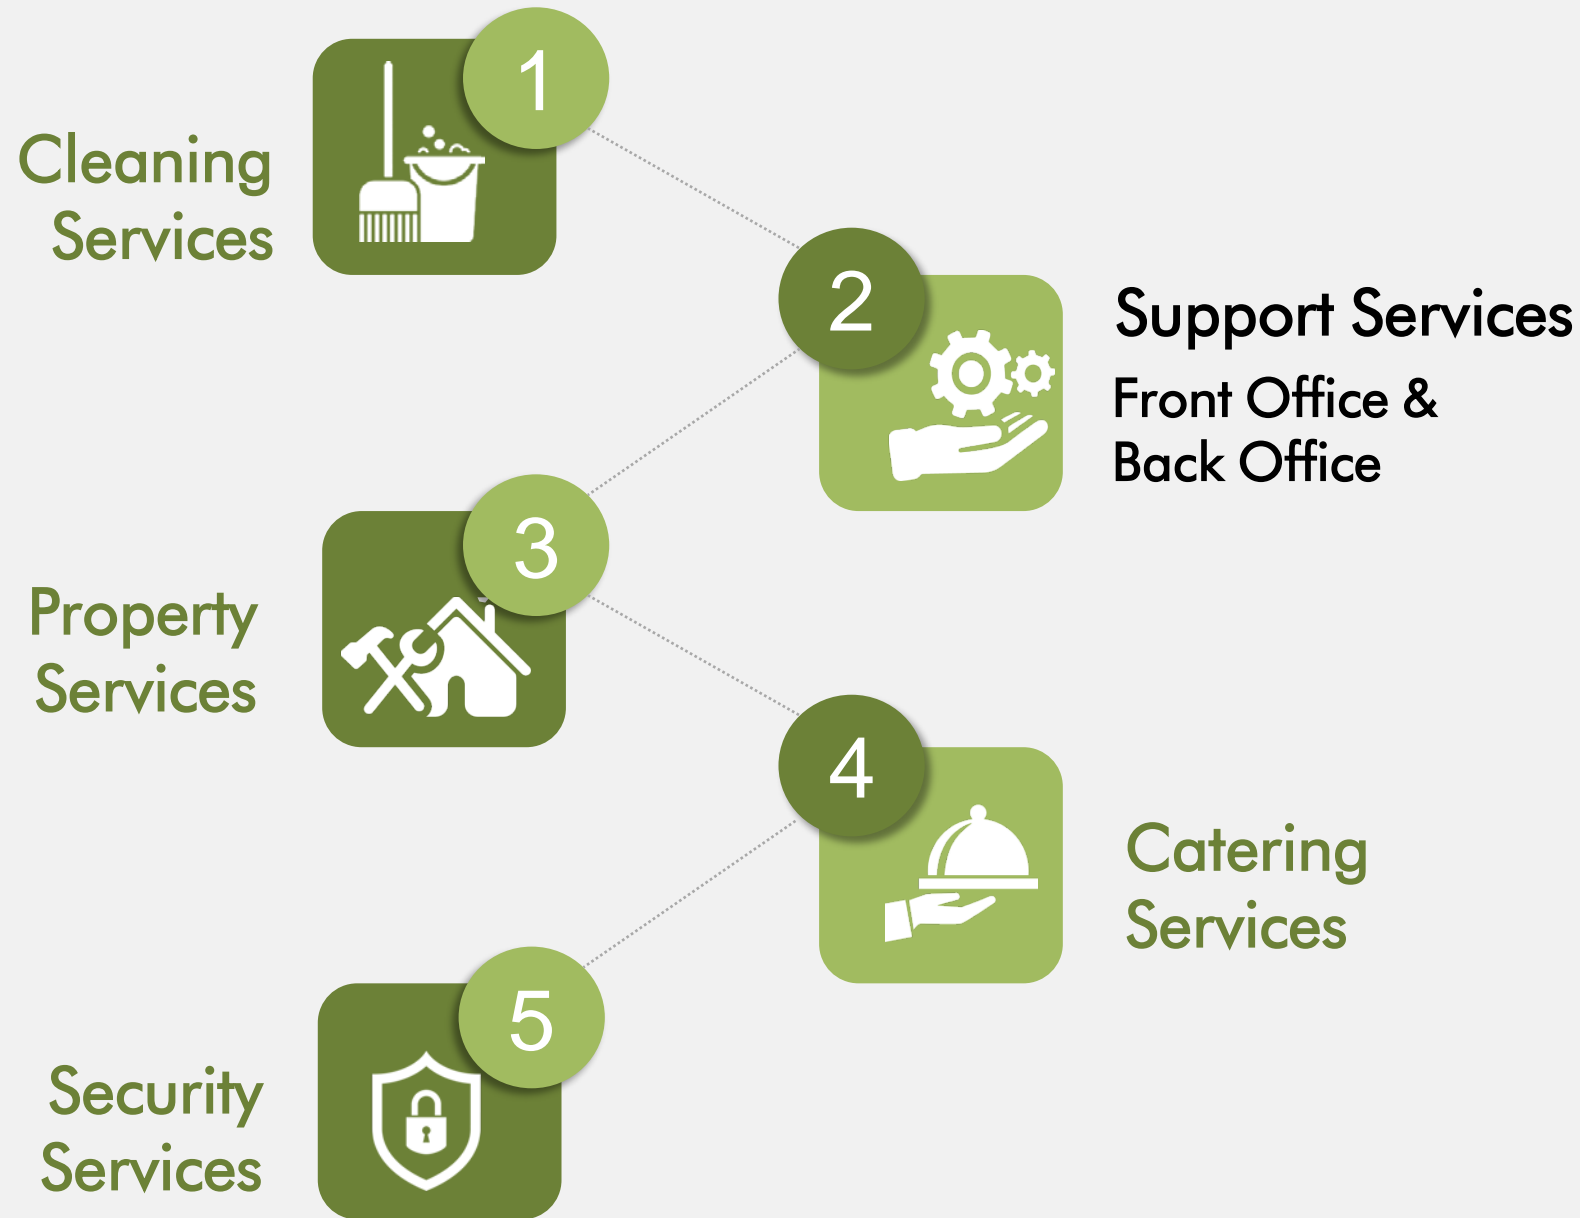 1
Cleaning
Services
2
Support Services
Front Office &
Back Office
3
Property
Services
4
Catering
Services
5
Security
Services